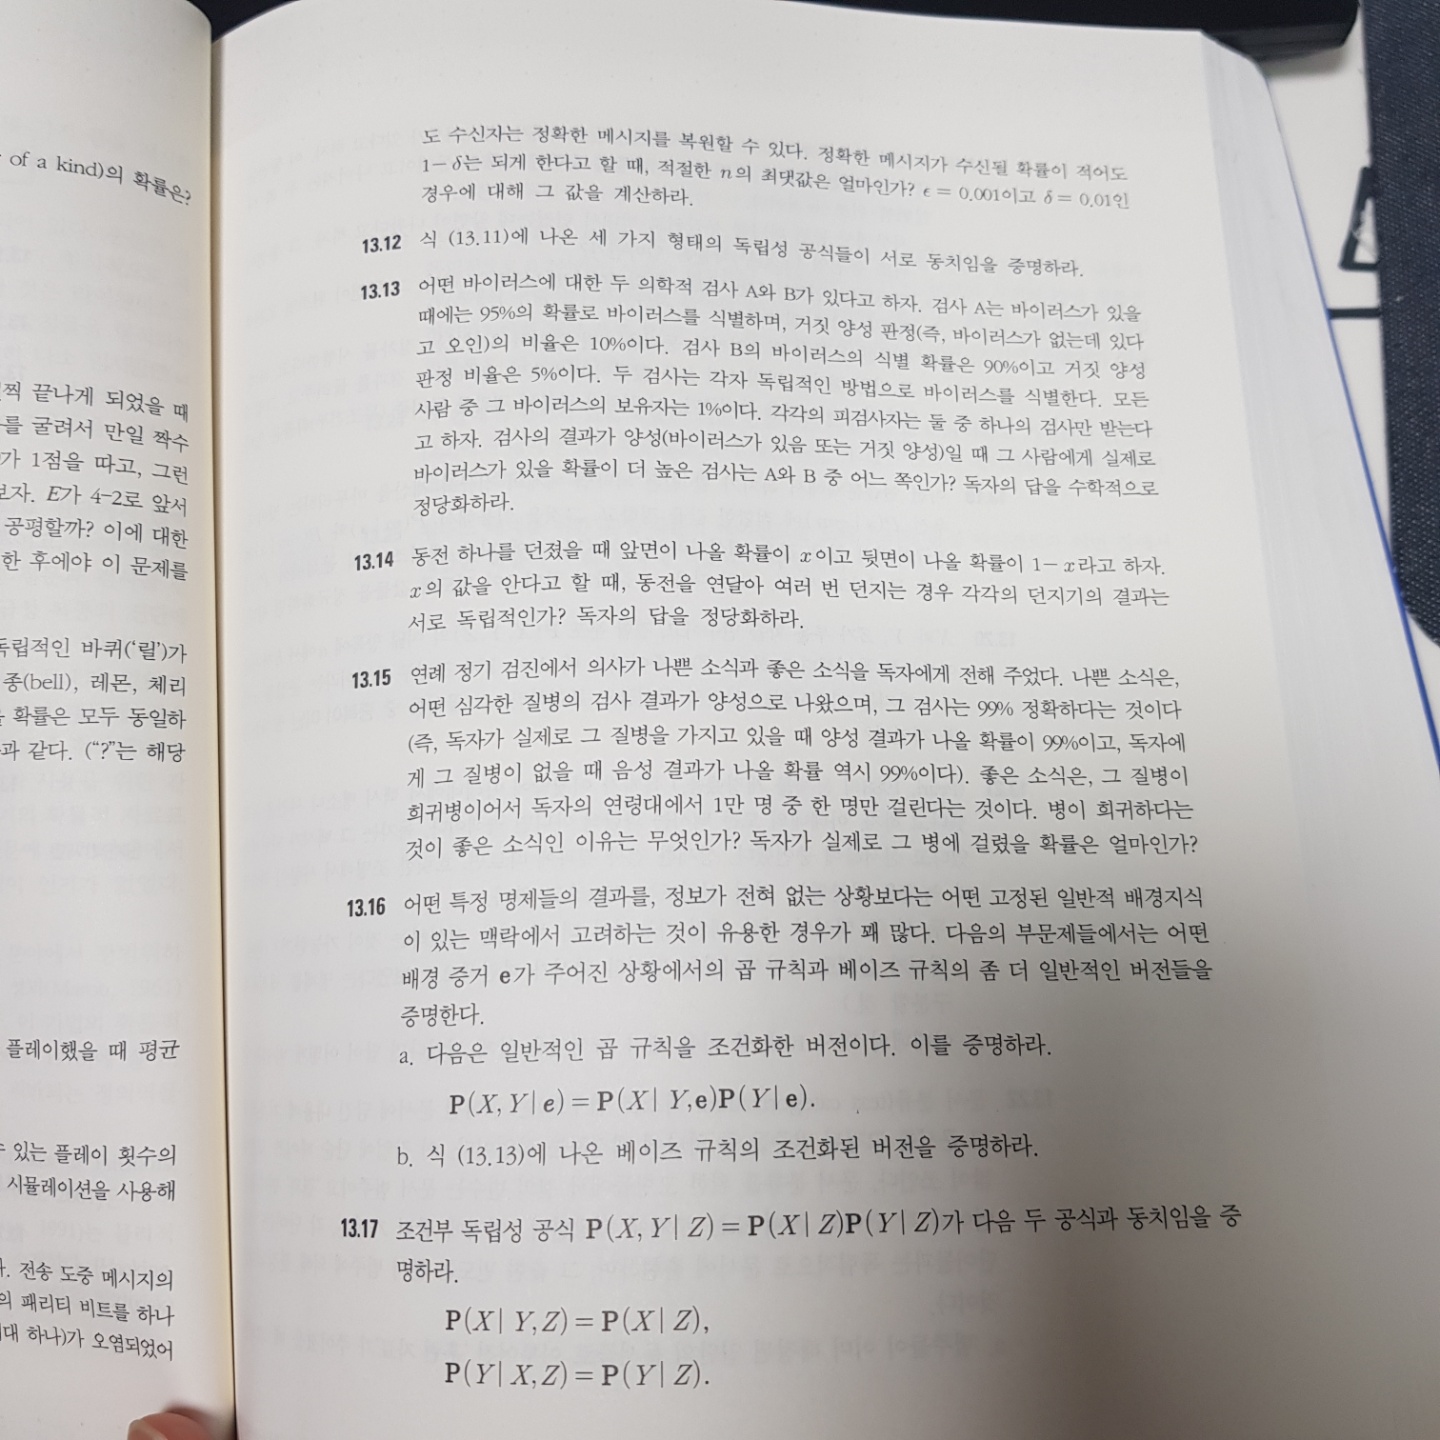 of a kind)의 확률은?
찍 끝나게 되었을 때
를 굴려서 만일 짝수
가 1점을 따고, 그런
보자. E가 4-2로 앞서
공평할까? 이에 대한
한 후에야 이 문제를
독립적인 바퀴(‘릴’)가
종(bell), 레몬, 체리
확률은 모두 동일하
과 같다. (“?”는 해당
플레이했을 때 평균
있는 플레이 횟수의
시뮬레이션을 사용해
전송 도중 메시지의
의 패리티 비트를 하나
대 하나)가 오염되었어
도 수신자는 정확한 메시지를 복원할 수 있다. 정확한 메시지가 수신될 확률이 적어도
1-δ는 되게 한다고 할 때, 적절한 n의 최댓값은 얼마인가? ϵ = 0.001이고 δ = 0.01인
경우에 대해 그 값을 계산하라.
13.12 식 (13.11)에 나온 세 가지 형태의 독립성 공식들이 서로 동치임을 증명하라.
13.13 어떤 바이러스에 대한 두 의학적 검사 A와 B가 있다고 하자. 검사 A는 바이러스가 있을
때에는 95%의 확률로 바이러스를 식별하며, 거짓 양성 판정(즉, 바이러스가 없는데 있다
고 오인)의 비율은 10%이다. 검사 B의 바이러스의 식별 확률은 90%이고 거짓 양성
판정 비율은 5%이다. 두 검사는 각자 독립적인 방법으로 바이러스를 식별한다. 모든
사람 중 그 바이러스의 보유자는 1%이다. 각각의 피검사자는 둘 중 하나의 검사만 받는다
고 하자. 검사의 결과가 양성(바이러스가 있음 또는 거짓 양성)일 때 그 사람에게 실제로
바이러스가 있을 확률이 더 높은 검사는 A와 B 중 어느 쪽인가? 독자의 답을 수학적으로
정당화하라.
13.14 동전 하나를 던졌을 때 앞면이 나올 확률이 x이고 뒷면이 나올 확률이 1-x라고 하자.
x의 값을 안다고 할 때, 동전을 연달아 여러 번 던지는 경우 각각의 던지기의 결과는
서로 독립적인가? 독자의 답을 정당화하라.
13.15 연례 정기 검진에서 의사가 나쁜 소식과 좋은 소식을 독자에게 전해 주었다. 나쁜 소식은,
어떤 심각한 질병의 검사 결과가 양성으로 나왔으며, 그 검사는 99% 정확하다는 것이다
(즉, 독자가 실제로 그 질병을 가지고 있을 때 양성 결과가 나올 확률이 99%이고, 독자에
게 그 질병이 없을 때 음성 결과가 나올 확률 역시 99%이다). 좋은 소식은, 그 질병이
희귀병이어서 독자의 연령대에서 1만 명 중 한 명만 걸린다는 것이다. 병이 희귀하다는
것이 좋은 소식인 이유는 무엇인가? 독자가 실제로 그 병에 걸렸을 확률은 얼마인가?
13.16 어떤 특정 명제들의 결과를, 정보가 전혀 없는 상황보다는 어떤 고정된 일반적 배경지식
이 있는 맥락에서 고려하는 것이 유용한 경우가 꽤 많다. 다음의 부문제들에서는 어떤
배경 증거 e가 주어진 상황에서의 곱 규칙과 베이즈 규칙의 좀 더 일반적인 버전들을
증명한다.
a. 다음은 일반적인 곱 규칙을 조건화한 버전이다. 이를 증명하라.
P(X, Y| e) = P(X| Y,e)P(Y| e).
b. 식 (13.13)에 나온 베이즈 규칙의 조건화된 버전을 증명하라.
13.17 조건부 독립성 공식 P(X, Y| Z) = P(X| Z)P(Y| Z)가 다음 두 공식과 동치임을 증
명하라.
P(X| Y, Z) = P(X| Z),
P(Y| X, Z) = P(Y| Z).